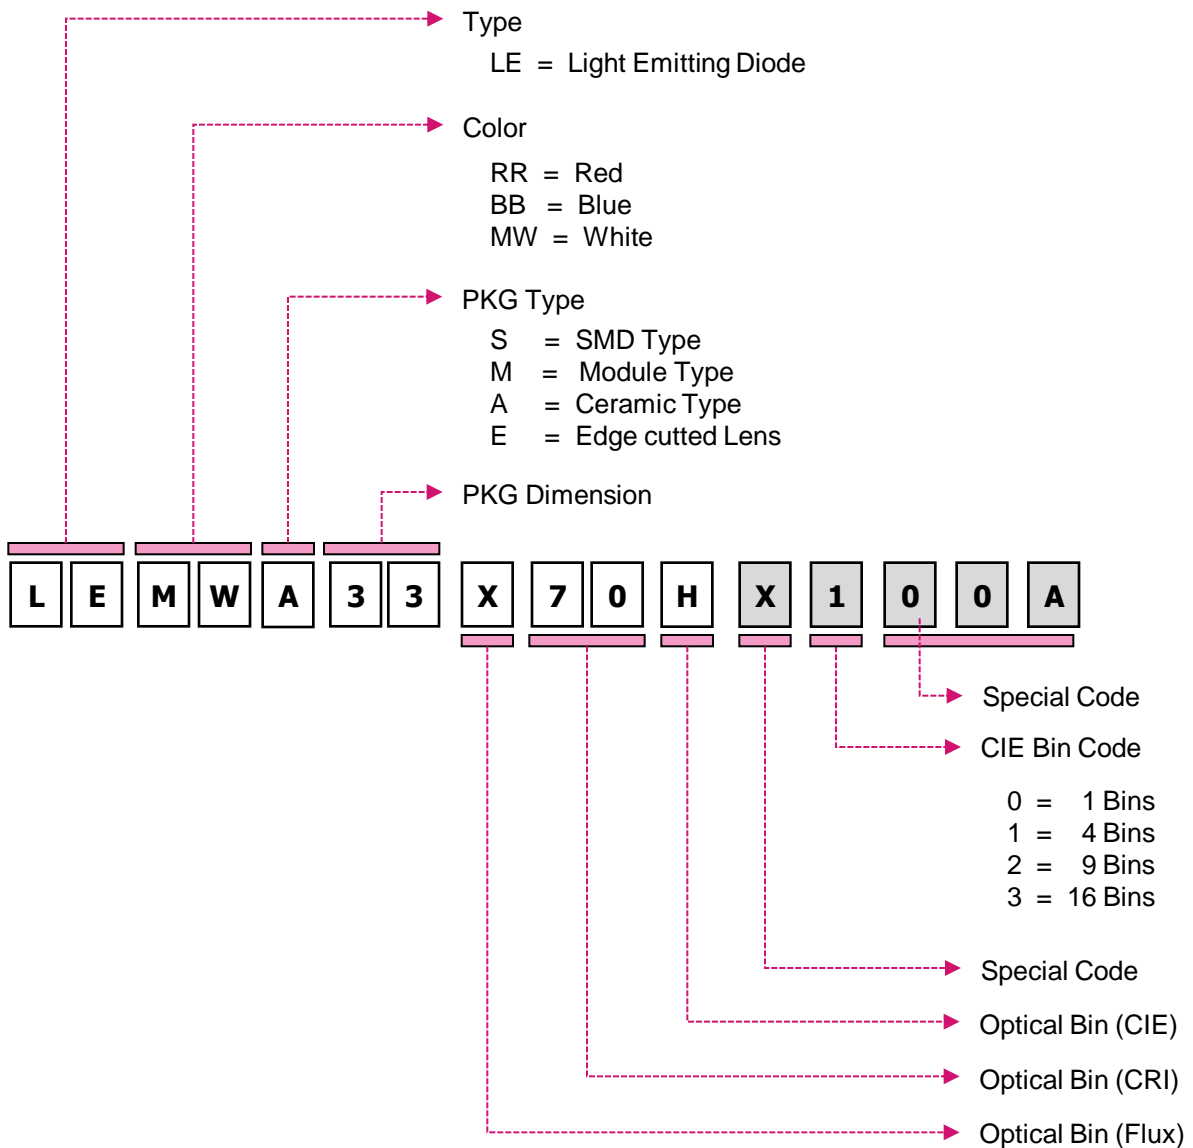 Type
LE = Light Emitting Diode
Color
RR = Red
BB = Blue
MW = White
PKG Type
S = SMD Type
M = Module Type
A = Ceramic Type
E = Edge cutted Lens
PKG Dimension
L E M W A 3 3 X 7 0 H X 1 0 0 A
Special Code
CIE Bin Code
0 = 1 Bins
1 = 4 Bins
2 = 9 Bins
3 = 16 Bins
Special Code
Optical Bin (CIE)
Optical Bin (CRI)
Optical Bin (Flux)